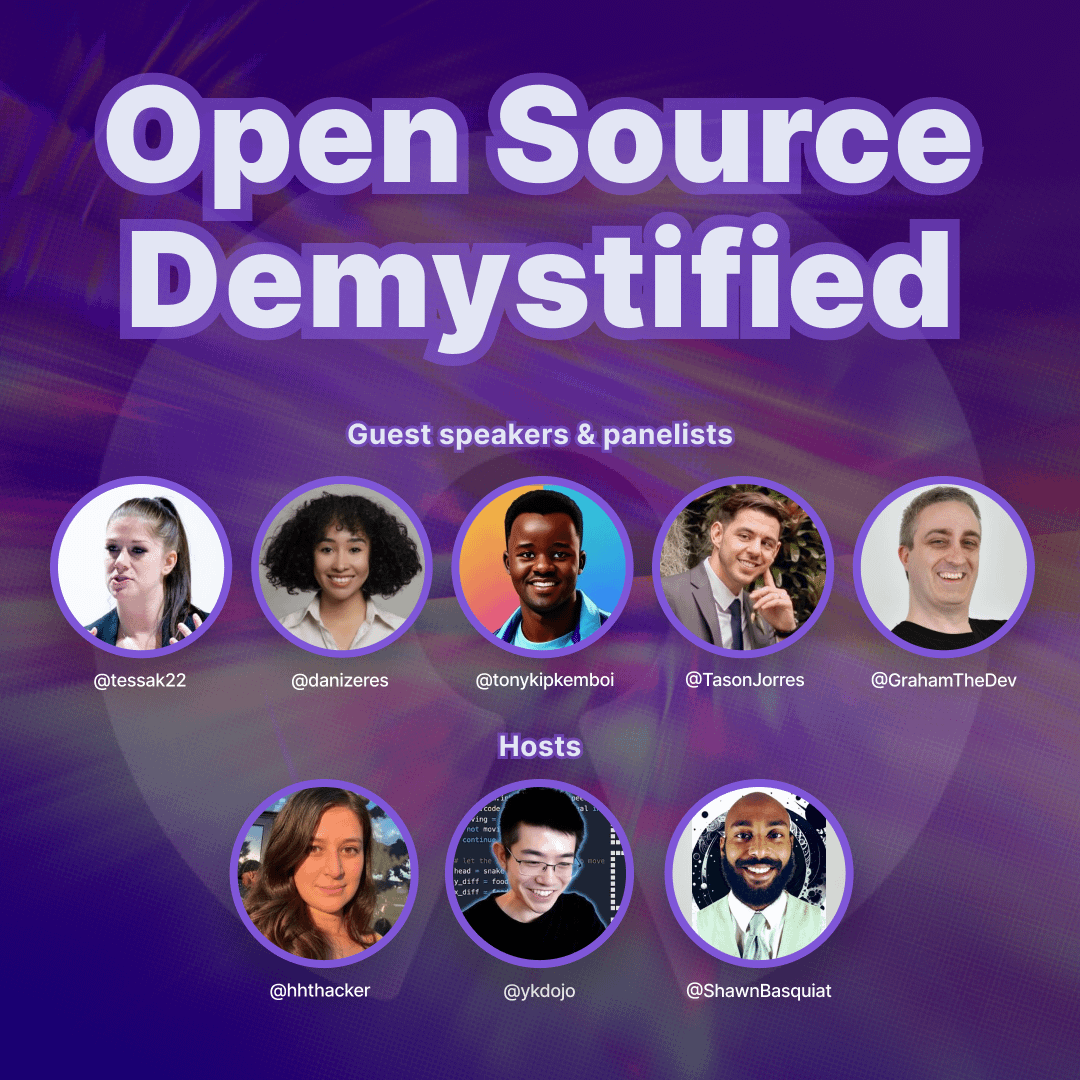 Open Source
Demystified
Guest speakers & panelists
@tessak22
@danizeres
@tonykipkemboi
@TasonJorres
@GrahamTheDev
Hosts
@hhthacker
@ykdojo
@ShawnBasquiat